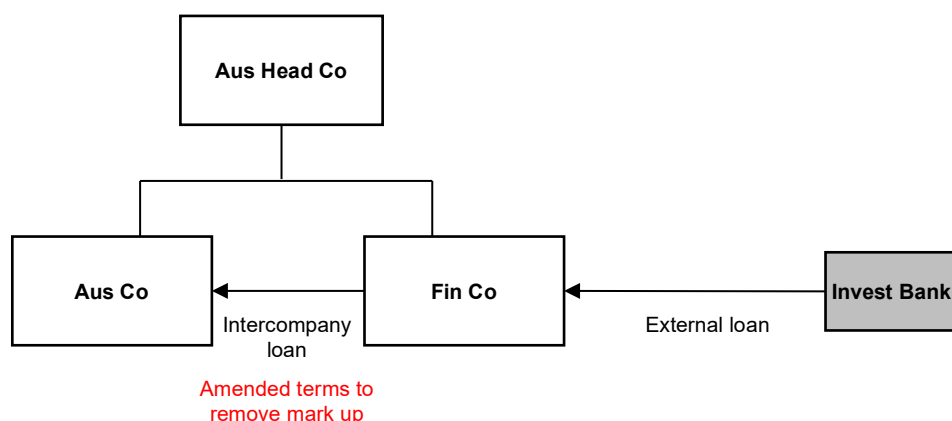 Aus Head Co
Aus Co
Fin Co
Invest Bank
Intercompany
loan
External loan
Amended terms to
remove mark up